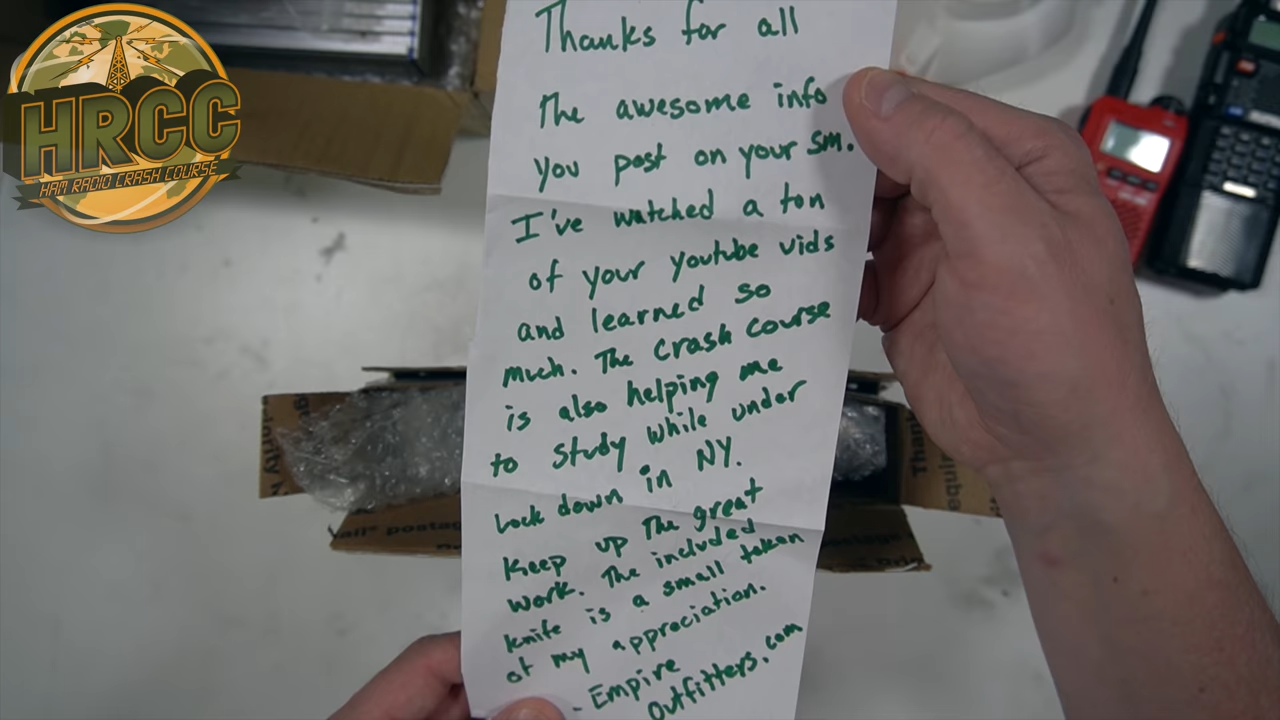 HRCC
HAM RADIO CRASH COURSE
Thanks for all
The awesome info
you post on your SM.
I've watched a ton
of your youtube vids
and learned so
much. The crash course
is also helping me
to study while under
lock down in NY.
Keep up The great
work. The included
knife is a small token
of my appreciation.
- Empire
Outfitters.com